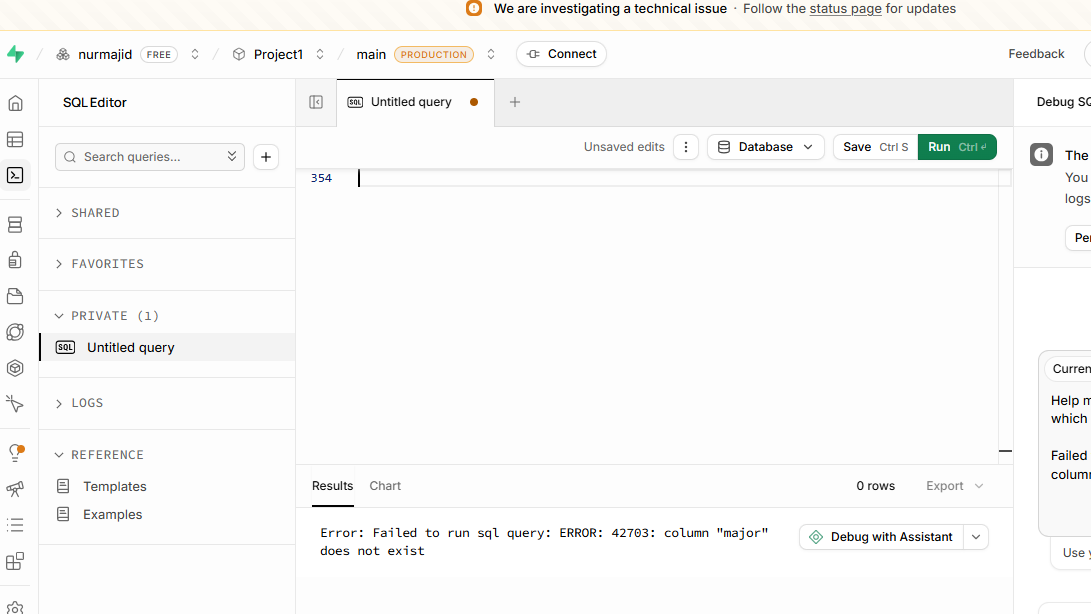 We are investigating a technical issue · Follow the status page for updates
nurmajid FREE Project1 main PRODUCTION Connect Feedback
SQL Editor
SQL Untitled query
Debug SQ
Search queries...
Unsaved edits Database Save Ctrl S Run Ctrl ↵
The
You
logs
354
SHARED
FAVORITES
PRIVATE (1)
SQL Untitled query
LOGS
REFERENCE
Templates
Examples
Curren
Help m
which
Failed
column
Use y
Results Chart 0 rows Export
Error: Failed to run sql query: ERROR: 42703: column "major"
does not exist
Debug with Assistant